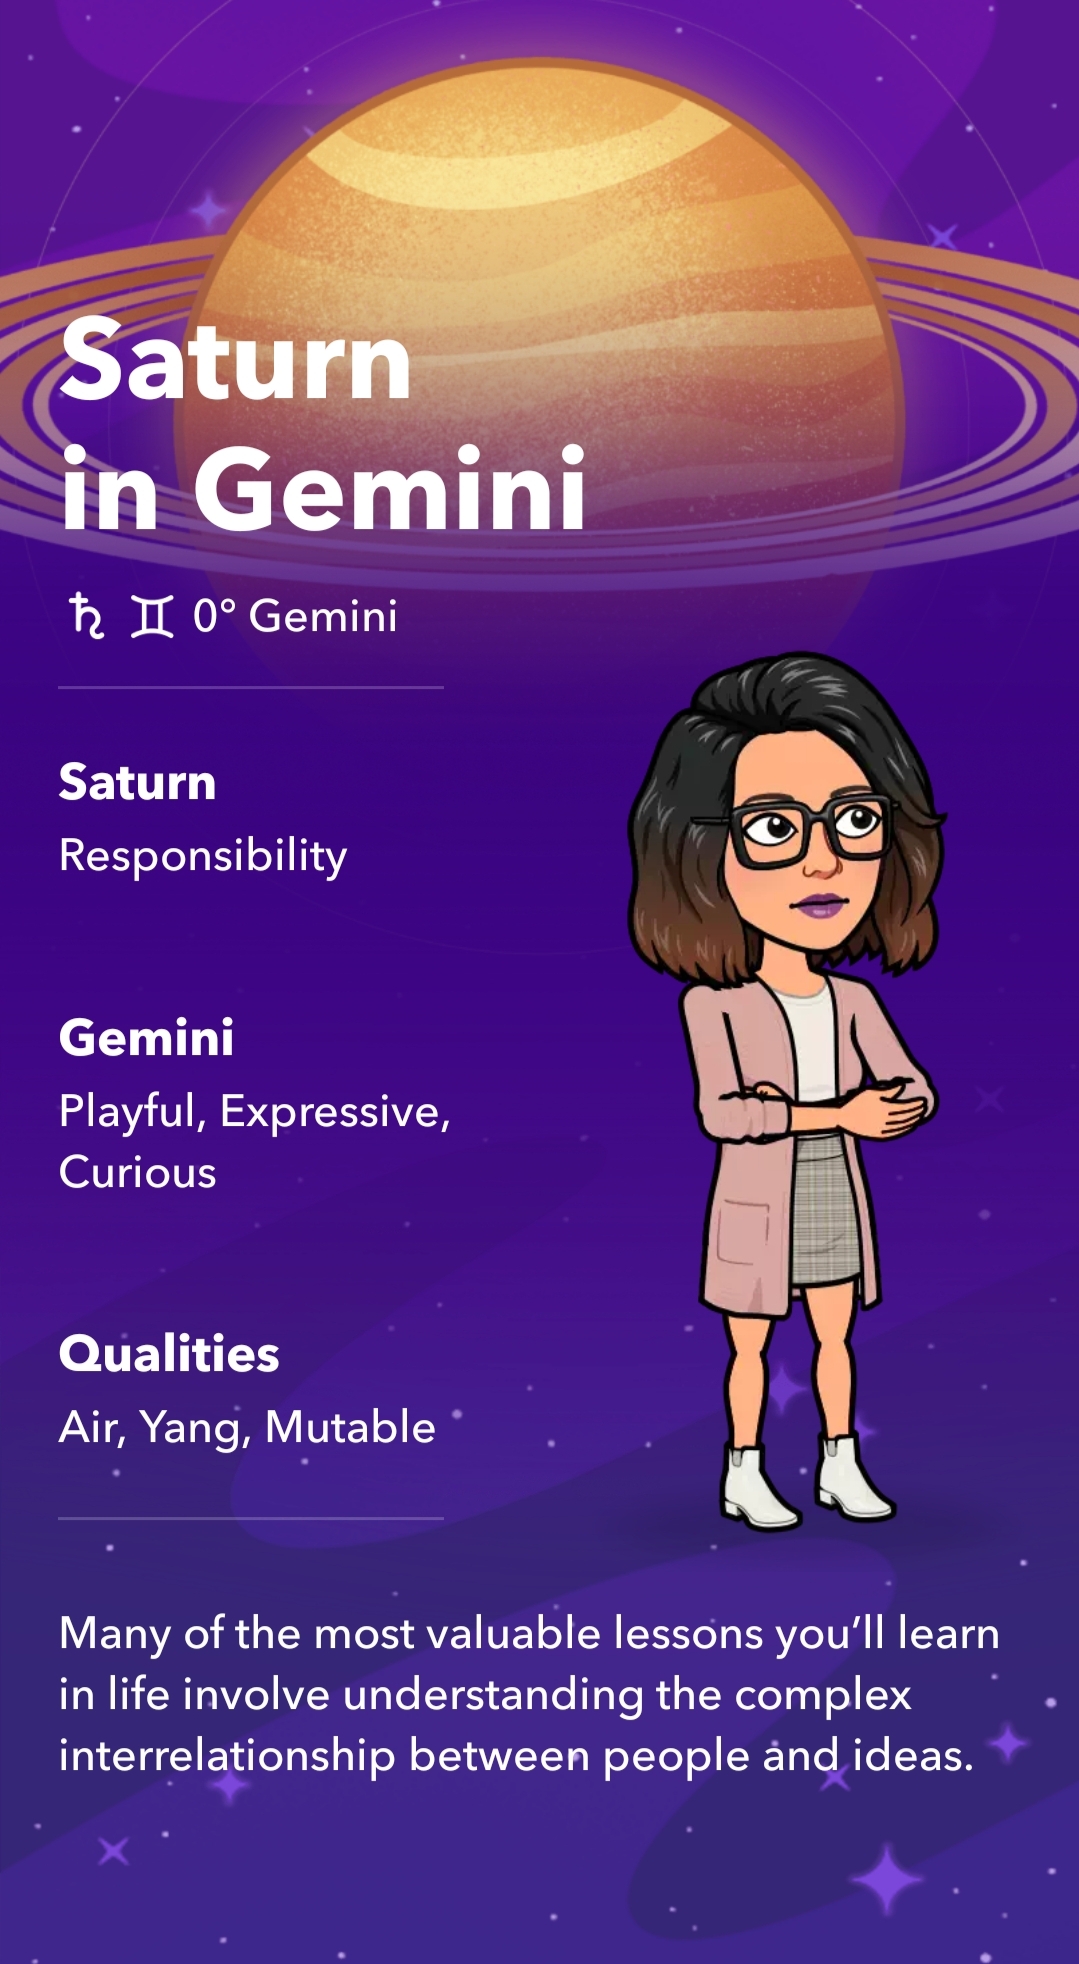 Saturn
in Gemini
♄ ♊ 0° Gemini
Saturn
Responsibility
Gemini
Playful, Expressive,
Curious
Qualities
Air, Yang, Mutable
Many of the most valuable lessons you’ll learn
in life involve understanding the complex
interrelationship between people and ideas.